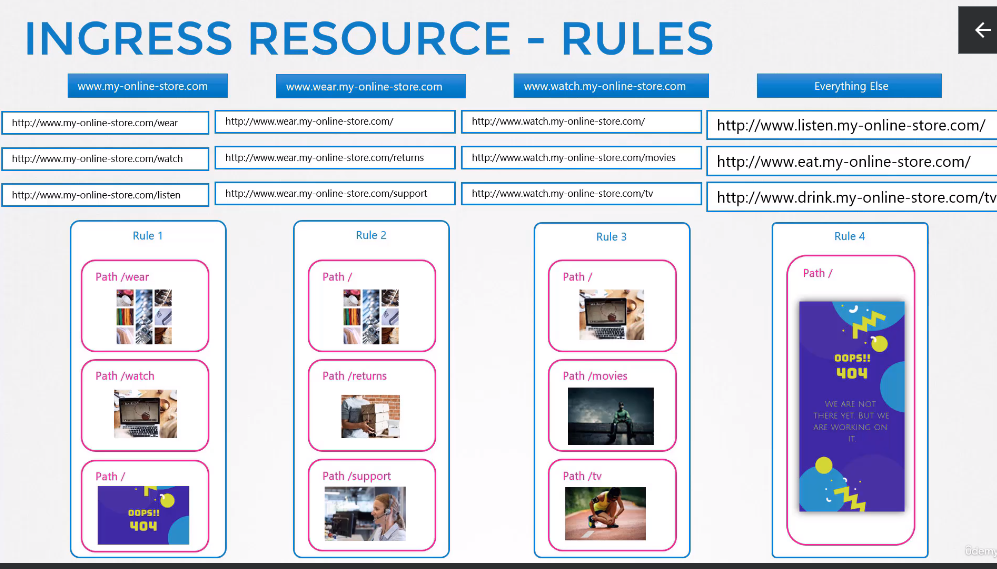 INGRESS RESOURCE - RULES
www.my-online-store.com
www.wear.my-online-store.com
www.watch.my-online-store.com
Everything Else
http://www.my-online-store.com/wear
http://www.wear.my-online-store.com/
http://www.watch.my-online-store.com/
http://www.listen.my-online-store.com/
http://www.my-online-store.com/watch
http://www.wear.my-online-store.com/returns
http://www.watch.my-online-store.com/movies
http://www.eat.my-online-store.com/
http://www.my-online-store.com/listen
http://www.wear.my-online-store.com/support
http://www.watch.my-online-store.com/tv
http://www.drink.my-online-store.com/tv
Rule 1
Path /wear
Path /watch
Path /
OOPS!!
404
Rule 2
Path /
Path /returns
Path /support
Rule 3
Path /
Path /movies
Path /tv
Rule 4
Path /
OOPS!!
404
WE ARE NOT
THERE YET BUT WE
ARE WORKING ON
IT.
Udemy